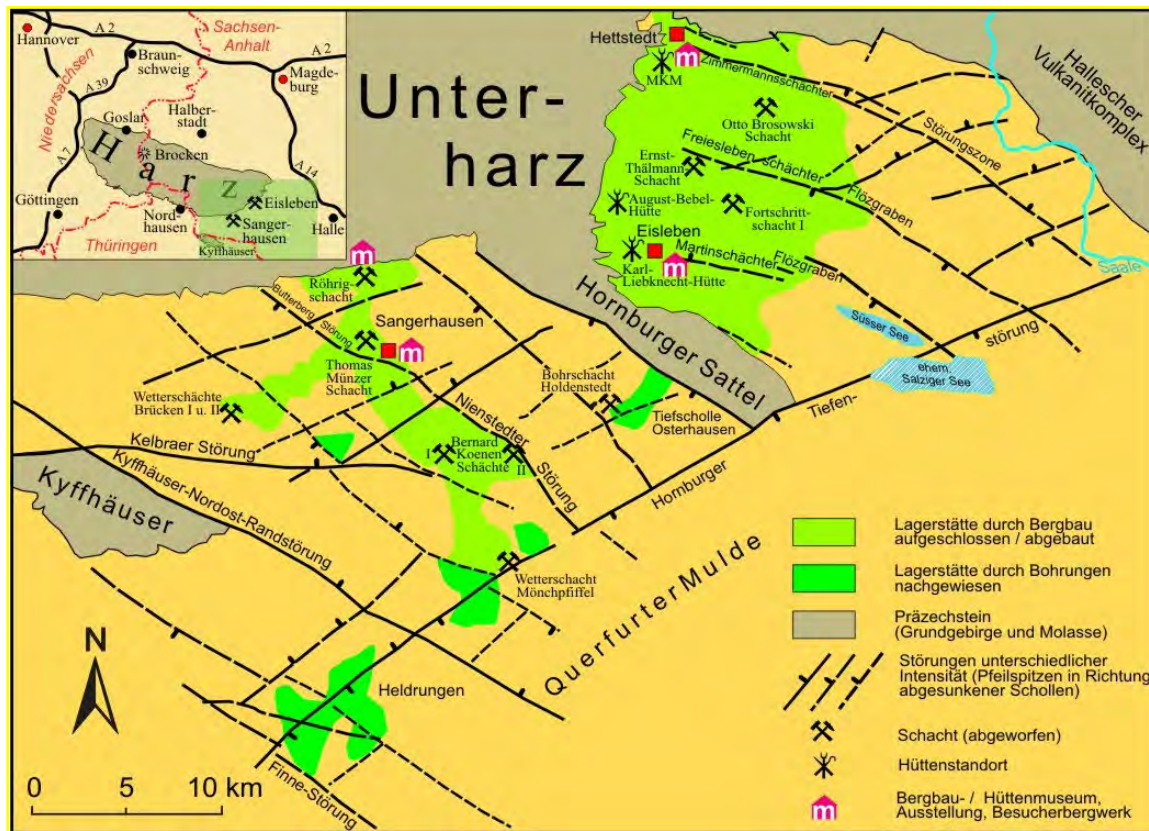 A 2
Sachsen-
Anhalt
Hannover
Braun-
schweig
A 2
Magde-
burg
Niedersachsen
A 39
Goslar
Halber-
stadt
Brocken
Harz
A 7
A 14
Göttingen
Nord-
hausen
Eisleben
Sanger-
hausen
Halle
Thüringen
Kyffhäuser
Unter-
harz
Hettstedt
m
MKM
Zimmermannsschächter
Störungszone
Hallescher
Vulkanitkomplex
Otto Brosowski
Schacht
Freiesleben-schächter
Flözgraben
Ernst-
Thälmann
Schacht
August-Bebel-
Hütte
Fortschritt-
schacht I
Eisleben
m
Martinschächter
Flözgraben
Karl-
Liebknecht-Hütte
Saale
Süsser See
ehem.
Salziger See
m
Röhrig-
schacht
Butterberg Störung
Sangerhausen
m
Thomas
Münzer
Schacht
Hornburger Sattel
Bohrschacht
Holdenstedt
Tiefscholle
Osterhausen
Hornburger
Tiefen-
störung
Wetterschächte
Brücken I u. II
Nienstedter
Störung
Kelbraer Störung
I
Bernard
Koenen
Schächte
II
Kyffhäuser
Kyffhäuser-Nordost-Randstörung
Wetterschacht
Mönchpfiffel
Querfurter Mulde
Heldrungen
Finne-Störung
N
0 5 10 km
Lagerstätte durch Bergbau
aufgeschlossen / abgebaut
Lagerstätte durch Bohrungen
nachgewiesen
Präzechstein
(Grundgebirge und Molasse)
Störungen unterschiedlicher
Intensität (Pfeilspitzen in Richtung
abgesunkener Schollen)
Schacht (abgeworfen)
Hüttenstandort
m
Bergbau- / Hüttenmuseum,
Ausstellung, Besucherbergwerk